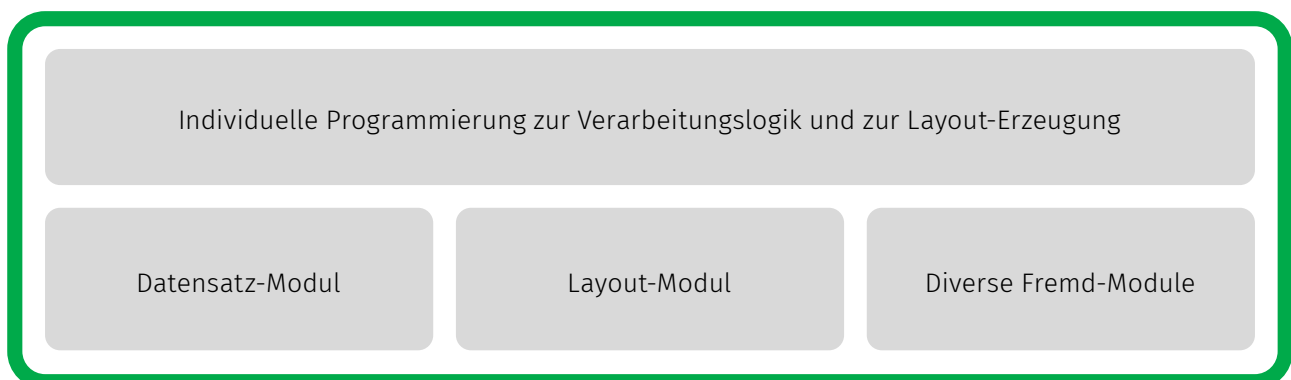 Individuelle Programmierung zur Verarbeitungslogik und zur Layout-Erzeugung
Datensatz-Modul
Layout-Modul
Diverse Fremd-Module